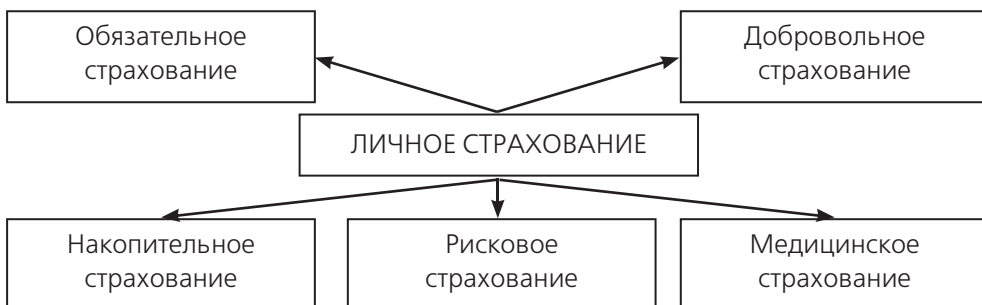 Обязательное
страхование
Добровольное
страхование
ЛИЧНОЕ СТРАХОВАНИЕ
Накопительное
страхование
Рисковое
страхование
Медицинское
страхование